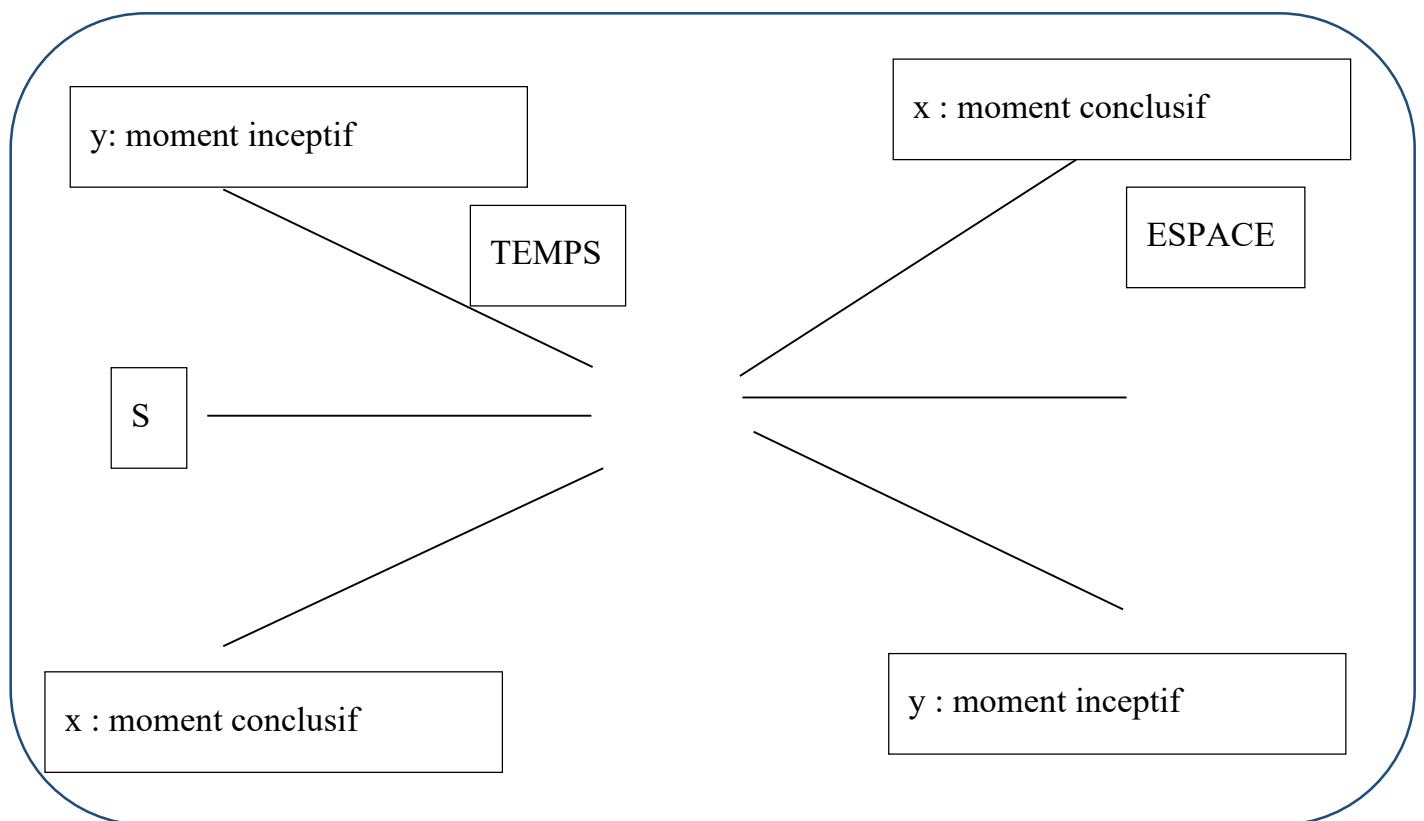 y: moment inceptif
x : moment conclusif
TEMPS
ESPACE
S
x : moment conclusif
y : moment inceptif